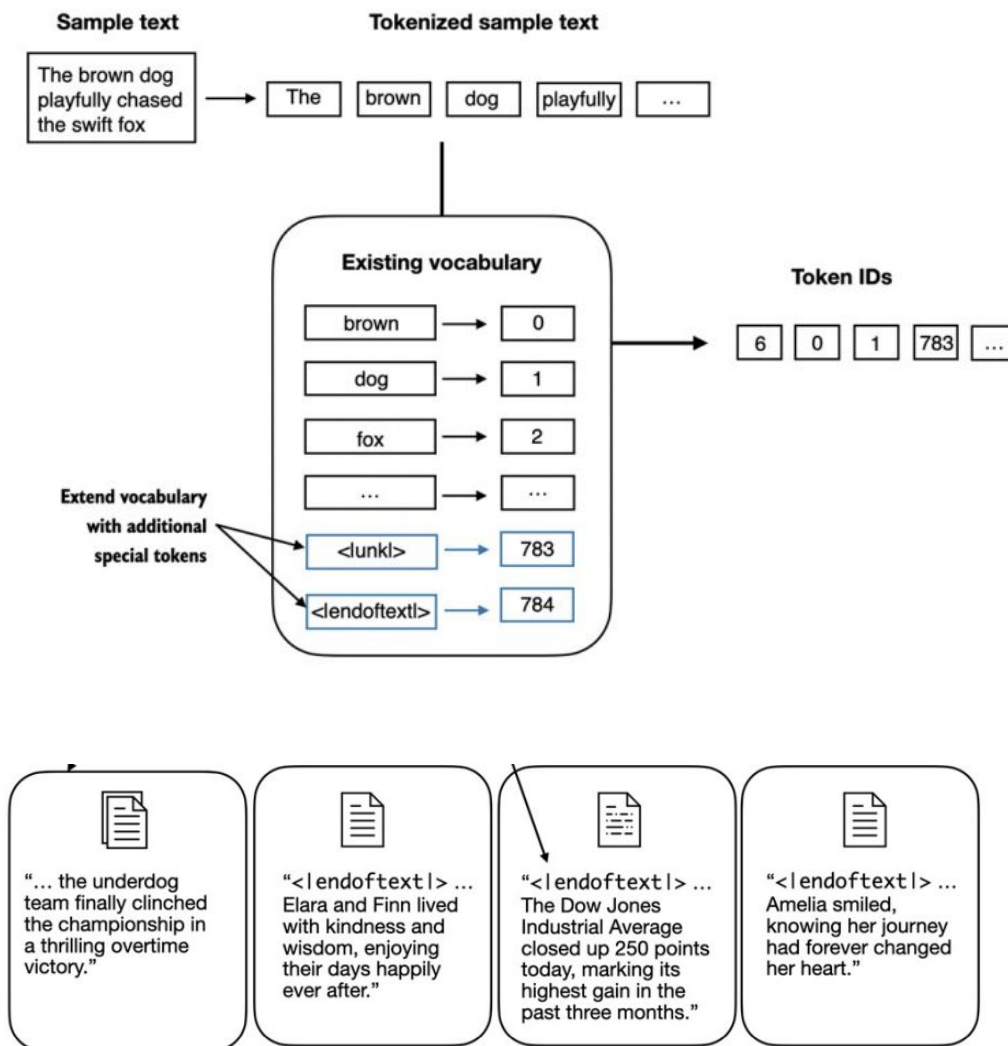 Sample text
Tokenized sample text
The brown dog
playfully chased
the swift fox
The
brown
dog
playfully
...
Existing vocabulary
Token IDs
brown
0
6
0
1
783
...
dog
1
fox
2
...
...
Extend vocabulary
with additional
special tokens
<|unk|>
783
<|endoftext|>
784
“... the underdog
team finally clinched
the championship in
a thrilling overtime
victory.”
“<|endoftext|> ...
Elara and Finn lived
with kindness and
wisdom, enjoying
their days happily
ever after.”
“<|endoftext|> ...
The Dow Jones
Industrial Average
closed up 250 points
today, marking its
highest gain in the
past three months.”
“<|endoftext|> ...
Amelia smiled,
knowing her journey
had forever changed
her heart.”